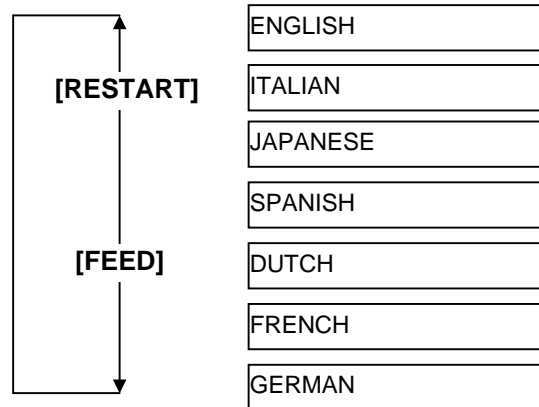 ENGLISH
[RESTART]
ITALIAN
JAPANESE
SPANISH
[FEED]
DUTCH
FRENCH
GERMAN